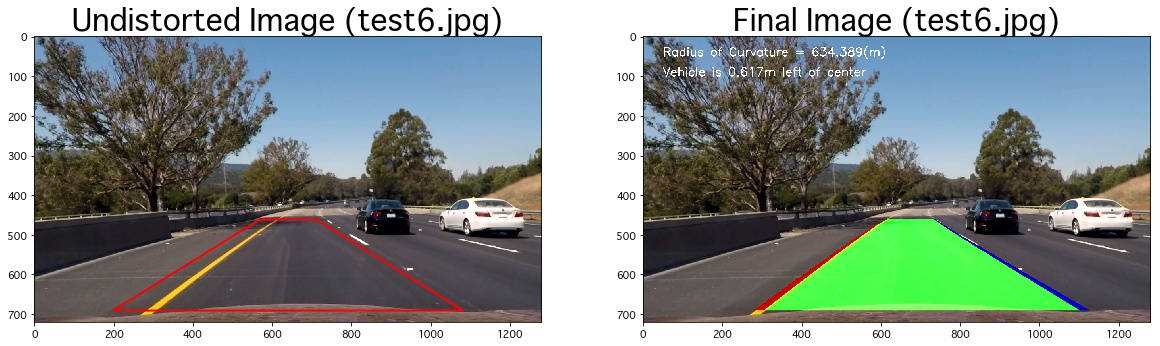 Undistorted Image (test6.jpg)
0
100
200
300
400
500
600
700
0 200 400 600 800 1000 1200
Final Image (test6.jpg)
Radius of Curvature = 634.389(m)
Vehicle is 0.617m left of center
0
100
200
300
400
500
600
700
0 200 400 600 800 1000 1200